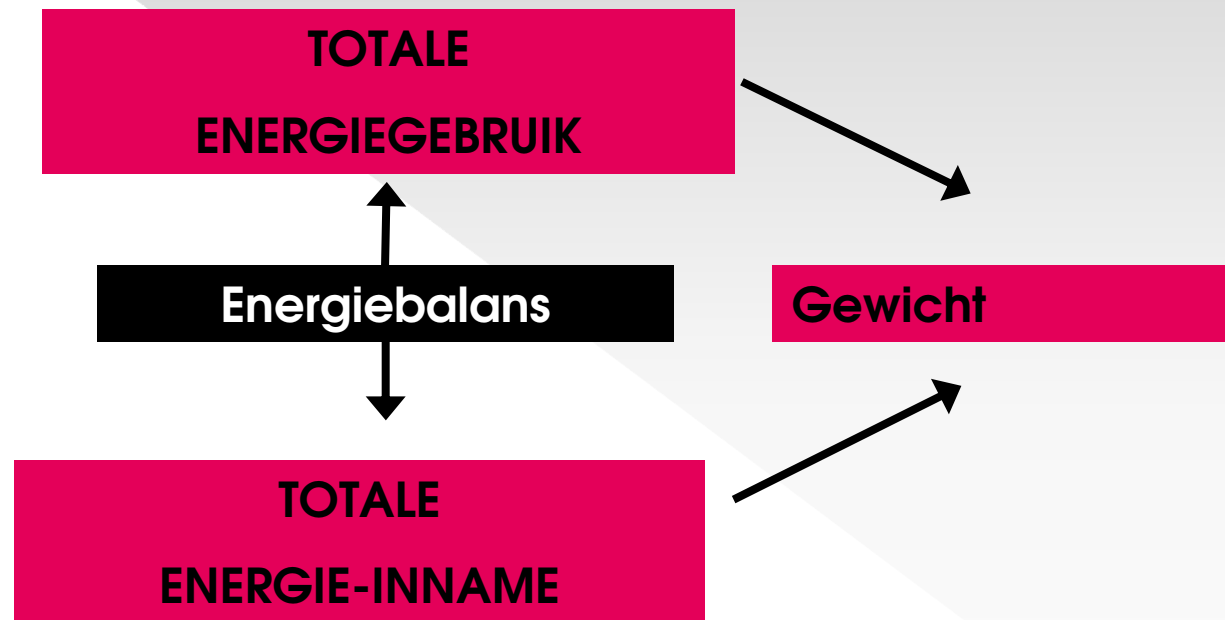 TOTALE
ENERGIEGEBRUIK
Energiebalans
Gewicht
TOTALE
ENERGIE-INNAME